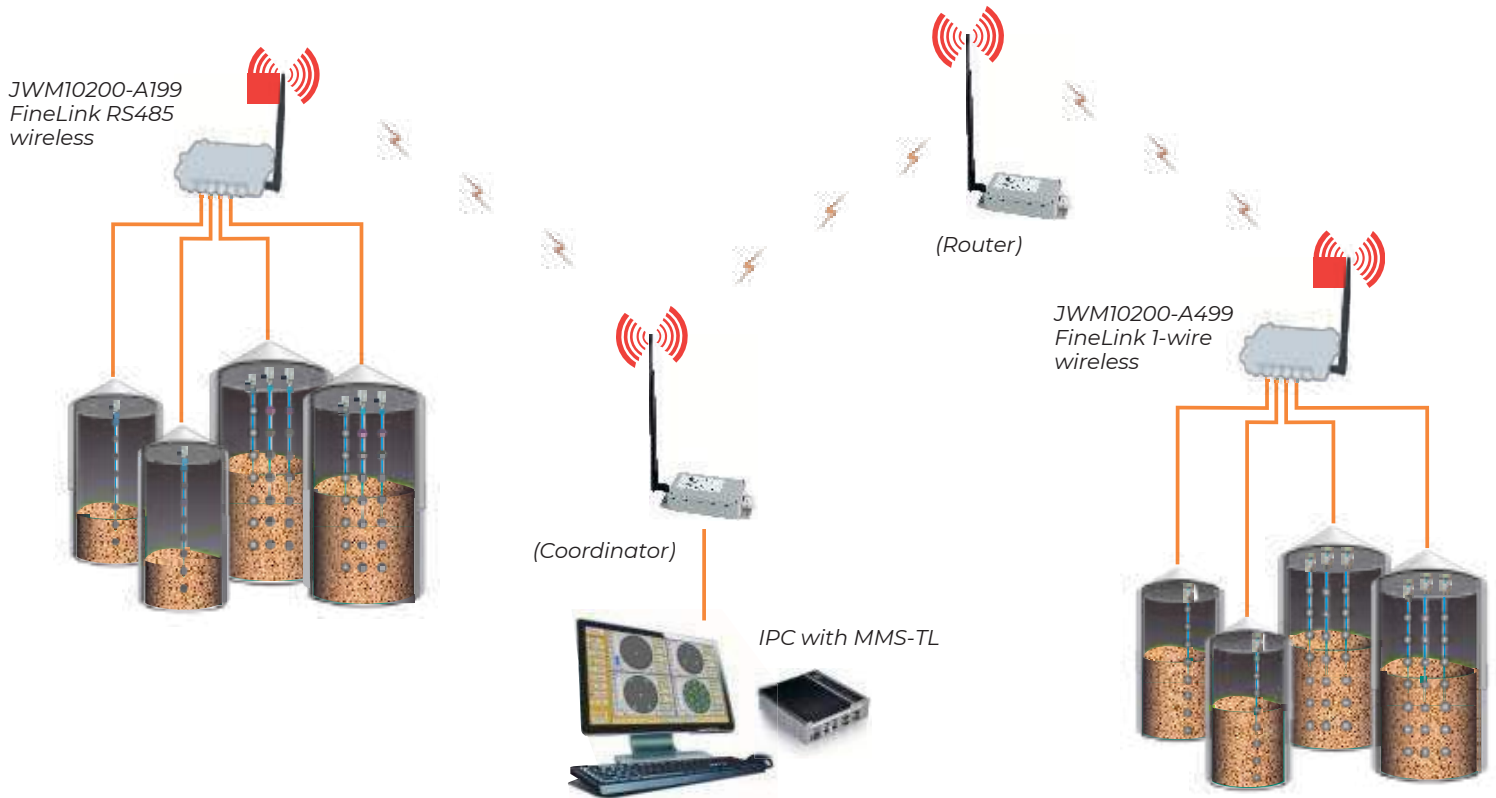 JWM10200-A199
FineLink RS485
wireless
(Router)
JWM10200-A499
FineLink 1-wire
wireless
(Coordinator)
IPC with MMS-TL